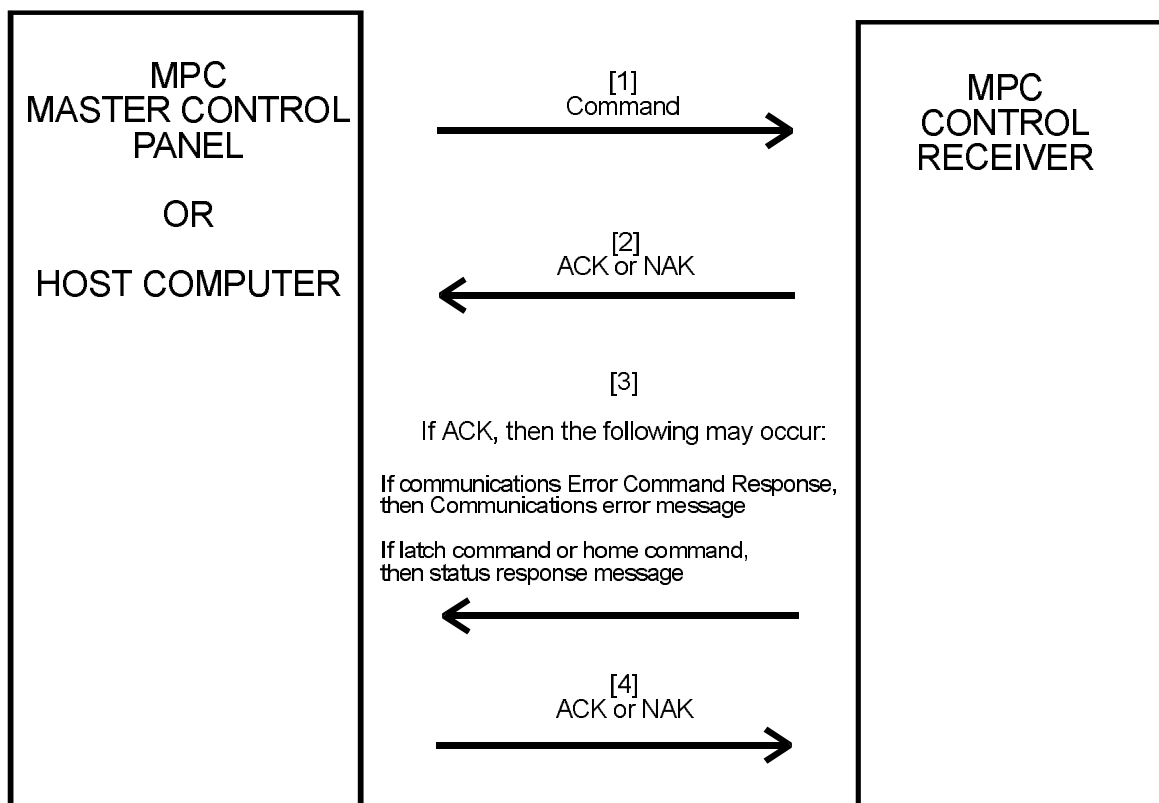 MPC
MASTER CONTROL
PANEL
OR
HOST COMPUTER
[1]
Command
[2]
ACK or NAK
[3]
If ACK, then the following may occur:
If communications Error Command Response,
then Communications error message
If latch command or home command,
then status response message
[4]
ACK or NAK
MPC
CONTROL
RECEIVER